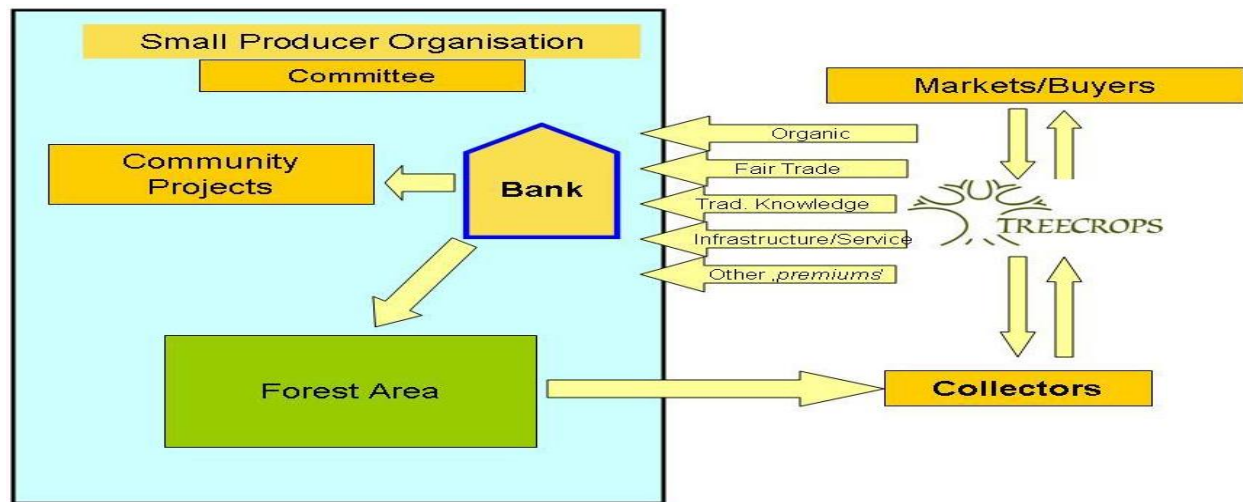 Small Producer Organisation
Committee
Markets/Buyers
Organic
Community
Projects
Fair Trade
Bank
Trad. Knowledge
TREECROPS
Infrastructure/Service
Other ‚premiums'
Forest Area
Collectors